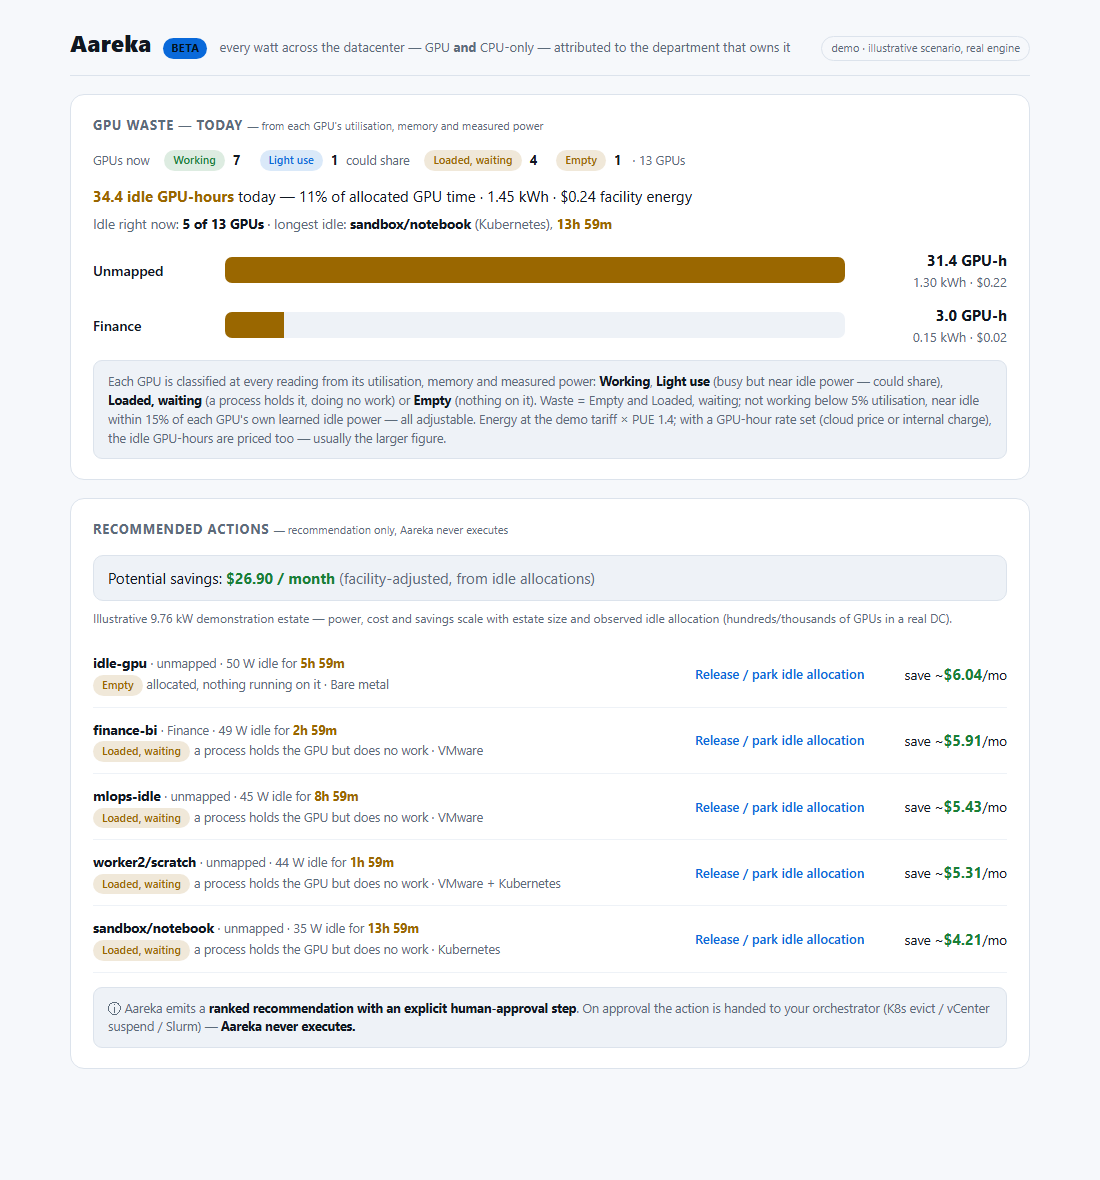 Aareka BETA every watt across the datacenter — GPU and CPU-only — attributed to the department that owns it demo · illustrative scenario, real engine
GPU WASTE — TODAY — from each GPU's utilisation, memory and measured power
GPUs now Working 7 Light use 1 could share Loaded, waiting 4 Empty 1 · 13 GPUs
34.4 idle GPU-hours today — 11% of allocated GPU time · 1.45 kWh · $0.24 facility energy
Idle right now: 5 of 13 GPUs · longest idle: sandbox/notebook (Kubernetes), 13h 59m
Unmapped 31.4 GPU-h
1.30 kWh · $0.22
Finance 3.0 GPU-h
0.15 kWh · $0.02
Each GPU is classified at every reading from its utilisation, memory and measured power: Working, Light use (busy but near idle power — could share),
Loaded, waiting (a process holds it, doing no work) or Empty (nothing on it). Waste = Empty and Loaded, waiting; not working below 5% utilisation, near idle
within 15% of each GPU's own learned idle power — all adjustable. Energy at the demo tariff × PUE 1.4; with a GPU-hour rate set (cloud price or internal charge),
the idle GPU-hours are priced too — usually the larger figure.
RECOMMENDED ACTIONS — recommendation only, Aareka never executes
Potential savings: $26.90 / month (facility-adjusted, from idle allocations)
Illustrative 9.76 kW demonstration estate — power, cost and savings scale with estate size and observed idle allocation (hundreds/thousands of GPUs in a real DC).
idle-gpu · unmapped · 50 W idle for 5h 59m
Empty allocated, nothing running on it · Bare metal
Release / park idle allocation save ~$6.04/mo
finance-bi · Finance · 49 W idle for 2h 59m
Loaded, waiting a process holds the GPU but does no work · VMware
Release / park idle allocation save ~$5.91/mo
mlops-idle · unmapped · 45 W idle for 8h 59m
Loaded, waiting a process holds the GPU but does no work · VMware
Release / park idle allocation save ~$5.43/mo
worker2/scratch · unmapped · 44 W idle for 1h 59m
Loaded, waiting a process holds the GPU but does no work · VMware + Kubernetes
Release / park idle allocation save ~$5.31/mo
sandbox/notebook · unmapped · 35 W idle for 13h 59m
Loaded, waiting a process holds the GPU but does no work · Kubernetes
Release / park idle allocation save ~$4.21/mo
ⓘ Aareka emits a ranked recommendation with an explicit human-approval step. On approval the action is handed to your orchestrator (K8s evict / vCenter
suspend / Slurm) — Aareka never executes.